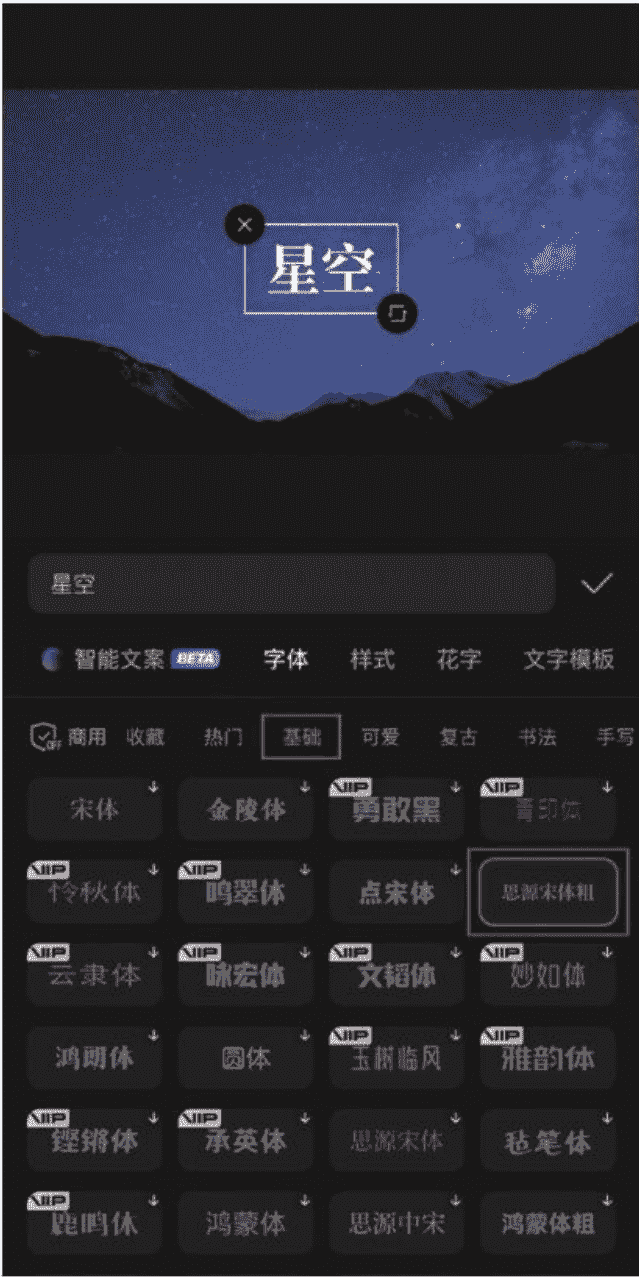 星空
星空
智能文案 BETA 字体 样式 花字 文字模板
OFF 商用 收藏 热门 基础 可爱 复古 书法 手写
宋体 金陵体 VIP 勇敢黑 VIP 青印体
VIP 怜秋体 VIP 鸣翠体 点宋体 思源宋体粗
VIP 云隶体 VIP 咏宏体 VIP 文韬体 VIP 妙如体
鸿朗体 圆体 VIP 玉树临风 VIP 雅韵体
VIP 铿锵体 VIP 承英体 思源宋体 毡笔体
VIP 鹿鸣体 鸿蒙体 思源中宋 鸿蒙体粗